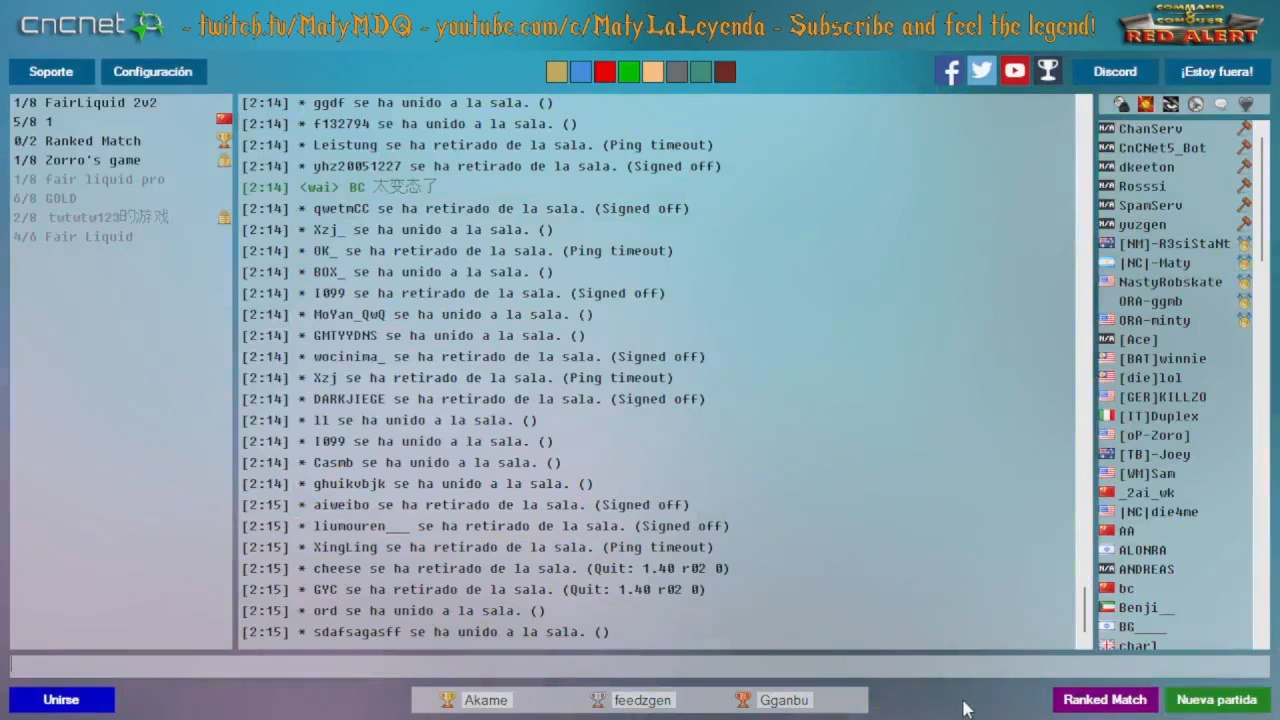 CnCNet
- twitch.tv/MatyMDQ - youtube.com/c/MatyLaLeyenda - Subscribe and feel the legend!
COMMAND & CONQUER
RED ALERT
Soporte
Configuración
Discord
¡Estoy fuera!
1/8 FairLiquid 2v2
5/8 1
0/2 Ranked Match
1/8 Zorro's game
1/8 fair liquid pro
6/8 GOLD
2/8 tututu123的游戏
4/6 Fair Liquid
[2:14] * ggdf se ha unido a la sala. ()
[2:14] * f132794 se ha unido a la sala. ()
[2:14] * Leistung se ha retirado de la sala. (Ping timeout)
[2:14] * yhz20051227 se ha retirado de la sala. (Signed off)
[2:14] <wai> BC 太变态了
[2:14] * qwetmCC se ha retirado de la sala. (Signed off)
[2:14] * Xzj_ se ha unido a la sala. ()
[2:14] * OK_ se ha retirado de la sala. (Ping timeout)
[2:14] * BOX_ se ha unido a la sala. ()
[2:14] * I099 se ha retirado de la sala. (Signed off)
[2:14] * MoYan_QwQ se ha unido a la sala. ()
[2:14] * GMTYYDNS se ha unido a la sala. ()
[2:14] * wocinima_ se ha retirado de la sala. (Signed off)
[2:14] * Xzj se ha retirado de la sala. (Ping timeout)
[2:14] * DARKJIEGE se ha retirado de la sala. (Signed off)
[2:14] * ll se ha unido a la sala. ()
[2:14] * I099 se ha unido a la sala. ()
[2:14] * Casmb se ha unido a la sala. ()
[2:14] * ghuikvbjk se ha unido a la sala. ()
[2:15] * aiweibo se ha retirado de la sala. (Signed off)
[2:15] * liumouren___ se ha retirado de la sala. (Signed off)
[2:15] * XingLing se ha retirado de la sala. (Ping timeout)
[2:15] * cheese se ha retirado de la sala. (Quit: 1.40 r02 0)
[2:15] * GYC se ha retirado de la sala. (Quit: 1.40 r02 0)
[2:15] * ord se ha unido a la sala. ()
[2:15] * sdafsagasff se ha unido a la sala. ()
N/A ChanServ
N/A CnCNet5_Bot
N/A dkeeton
N/A Rosssi
N/A SpamServ
N/A yuzgen
[NM]-R3siStaNt
|NC|-Maty
NastyRobskate
ORA-ggmb
ORA-minty
N/A [Ace]
[BAT]winnie
[die]lol
[GER]KILLZO
[IT]Duplex
[oP-Zoro]
[TB]-Joey
[WM]Sam
_2ai_wk
|NC|die4me
AA
ALONRA
N/A ANDREAS
bc
Benji__
BG____
charl
Unirse
Akame
feedzgen
Gganbu
Ranked Match
Nueva partida